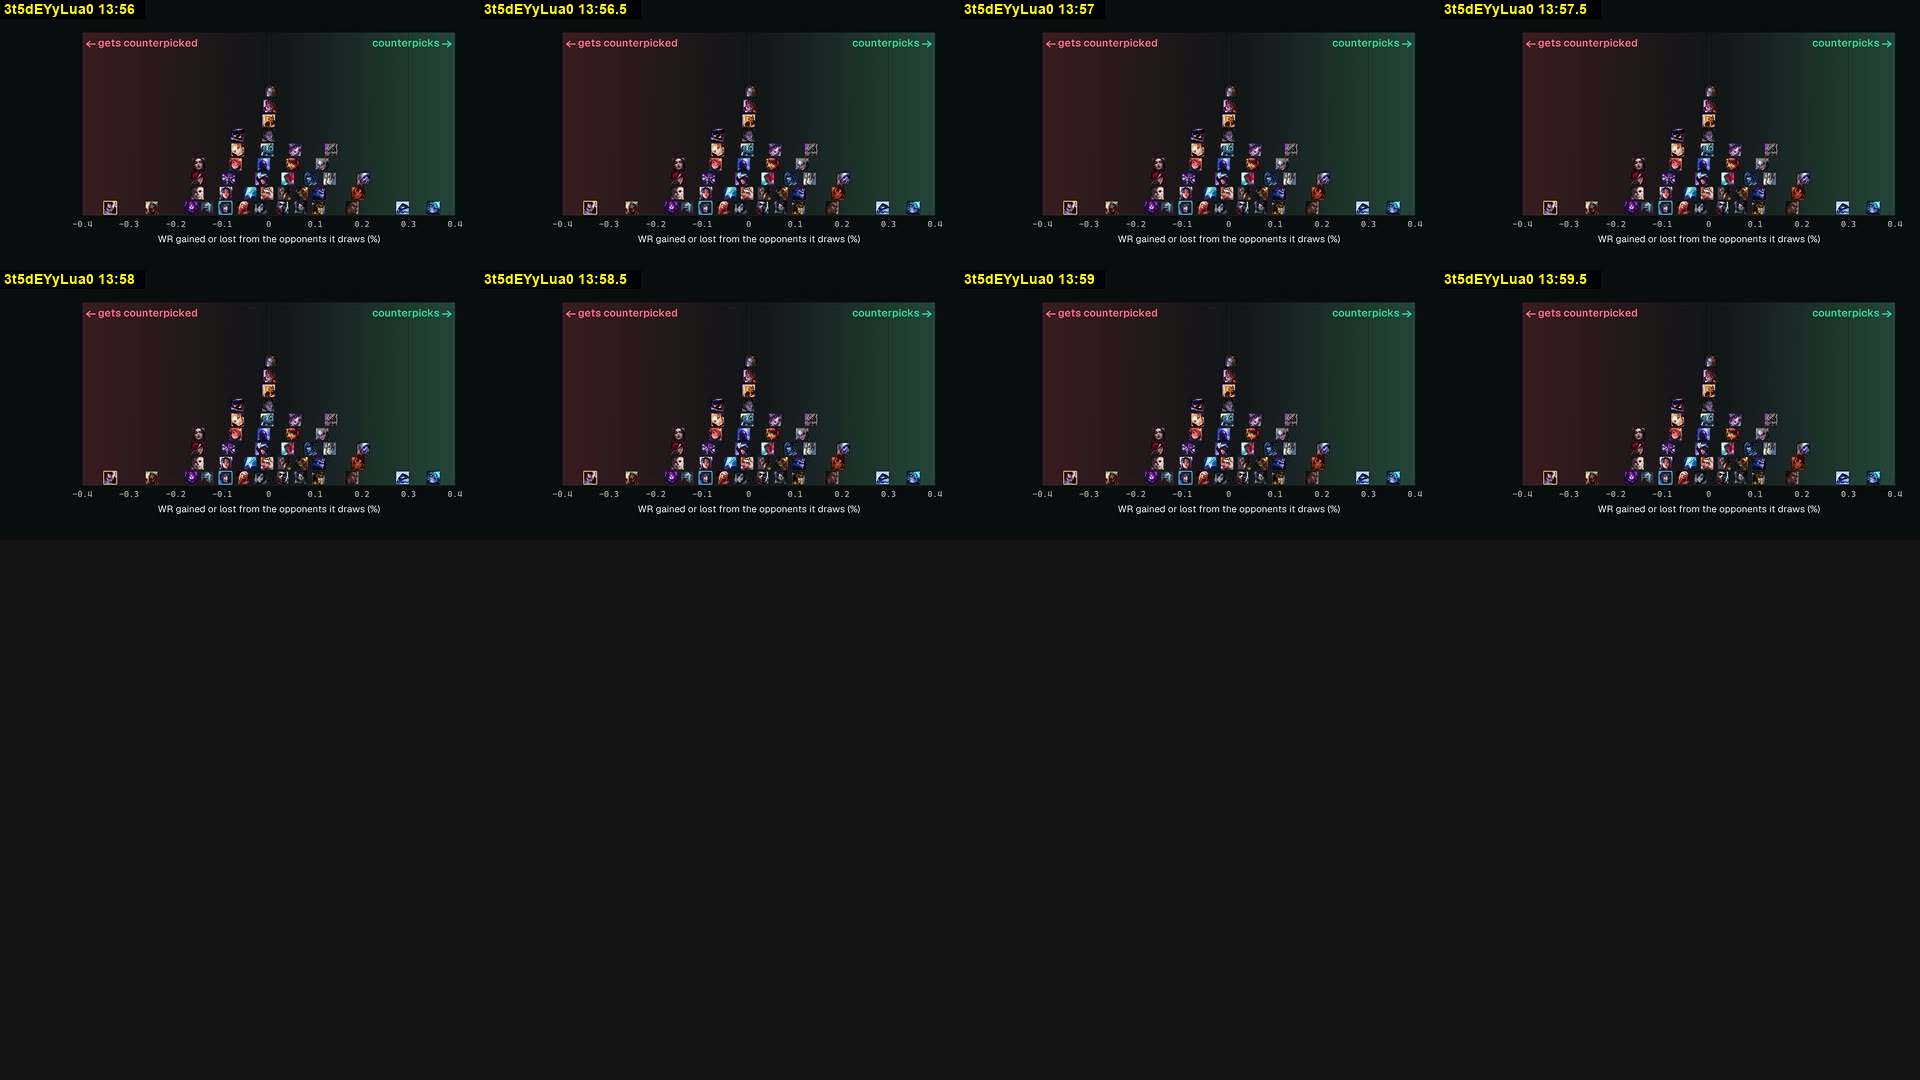 3t5dEYyLua0 13:56
← gets counterpicked counterpicks →
−0.4 −0.3 −0.2 −0.1 0 0.1 0.2 0.3 0.4
WR gained or lost from the opponents it draws (%)
3t5dEYyLua0 13:56.5
← gets counterpicked counterpicks →
−0.4 −0.3 −0.2 −0.1 0 0.1 0.2 0.3 0.4
WR gained or lost from the opponents it draws (%)
3t5dEYyLua0 13:57
← gets counterpicked counterpicks →
−0.4 −0.3 −0.2 −0.1 0 0.1 0.2 0.3 0.4
WR gained or lost from the opponents it draws (%)
3t5dEYyLua0 13:57.5
← gets counterpicked counterpicks →
−0.4 −0.3 −0.2 −0.1 0 0.1 0.2 0.3 0.4
WR gained or lost from the opponents it draws (%)
3t5dEYyLua0 13:58
← gets counterpicked counterpicks →
−0.4 −0.3 −0.2 −0.1 0 0.1 0.2 0.3 0.4
WR gained or lost from the opponents it draws (%)
3t5dEYyLua0 13:58.5
← gets counterpicked counterpicks →
−0.4 −0.3 −0.2 −0.1 0 0.1 0.2 0.3 0.4
WR gained or lost from the opponents it draws (%)
3t5dEYyLua0 13:59
← gets counterpicked counterpicks →
−0.4 −0.3 −0.2 −0.1 0 0.1 0.2 0.3 0.4
WR gained or lost from the opponents it draws (%)
3t5dEYyLua0 13:59.5
← gets counterpicked counterpicks →
−0.4 −0.3 −0.2 −0.1 0 0.1 0.2 0.3 0.4
WR gained or lost from the opponents it draws (%)